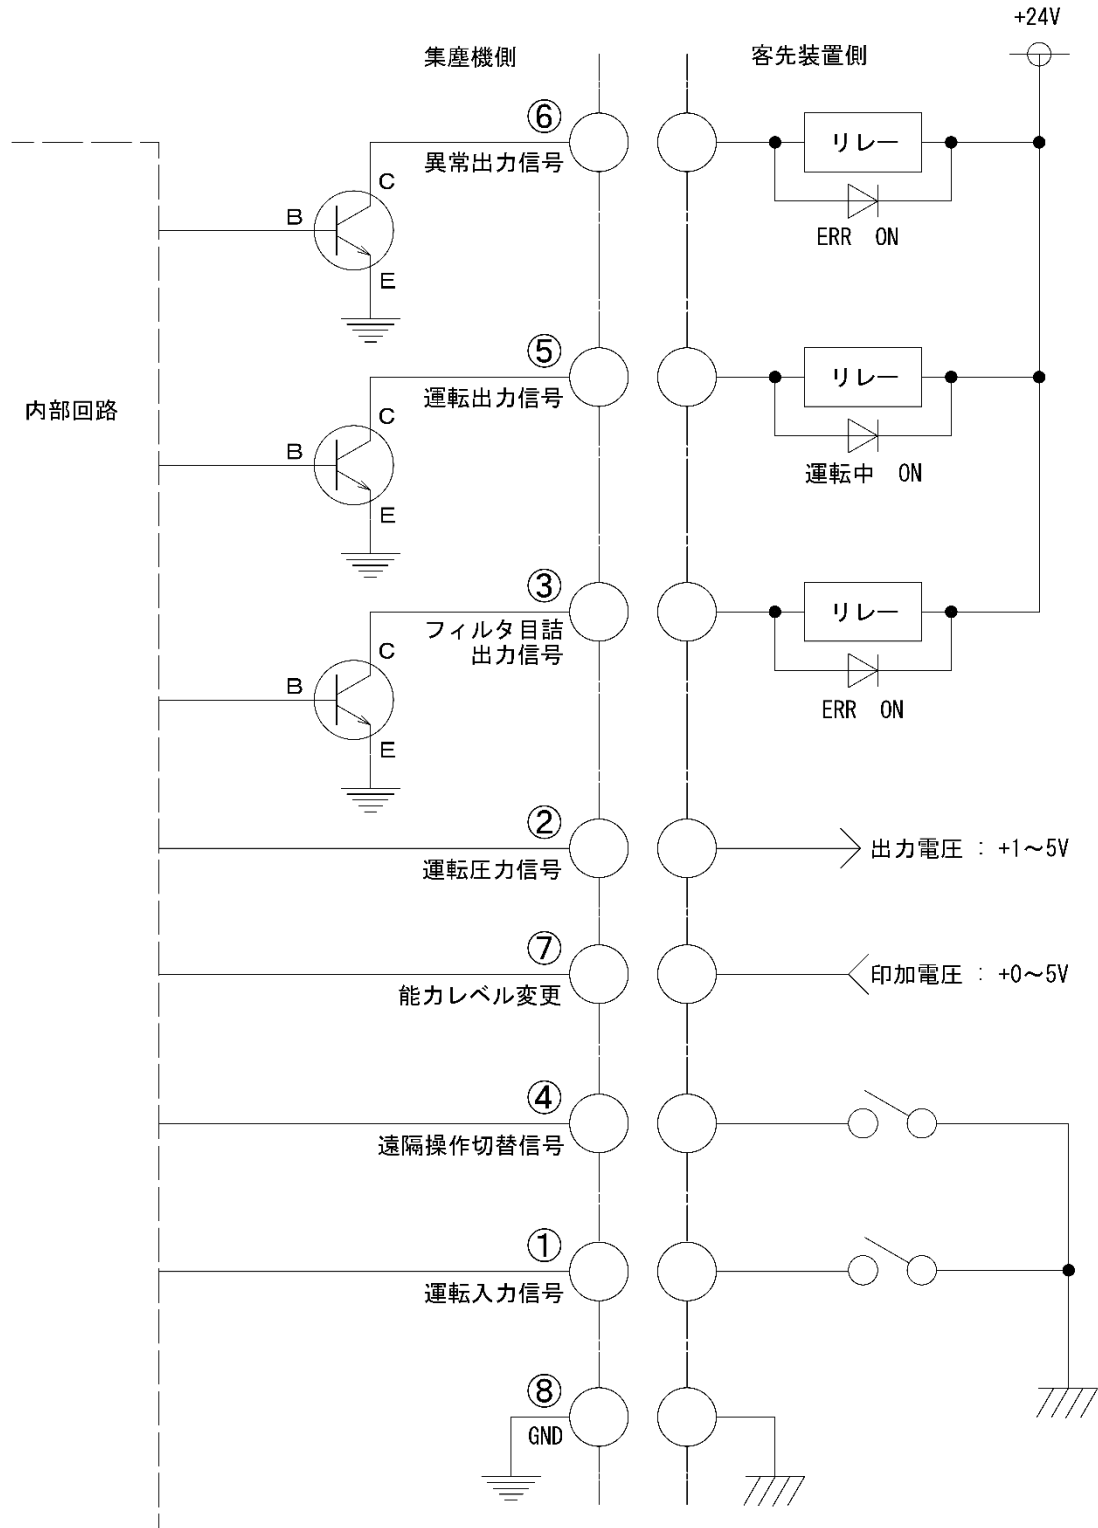 +24V
集塵機側
客先装置側
⑥
異常出力信号
リレー
C
B
E
ERR ON
⑤
運転出力信号
リレー
内部回路
C
B
E
運転中 ON
③
フィルタ目詰
出力信号
リレー
C
B
E
ERR ON
②
運転圧力信号
出力電圧 : +1～5V
⑦
能力レベル変更
印加電圧 : +0～5V
④
遠隔操作切替信号
①
運転入力信号
⑧
GND